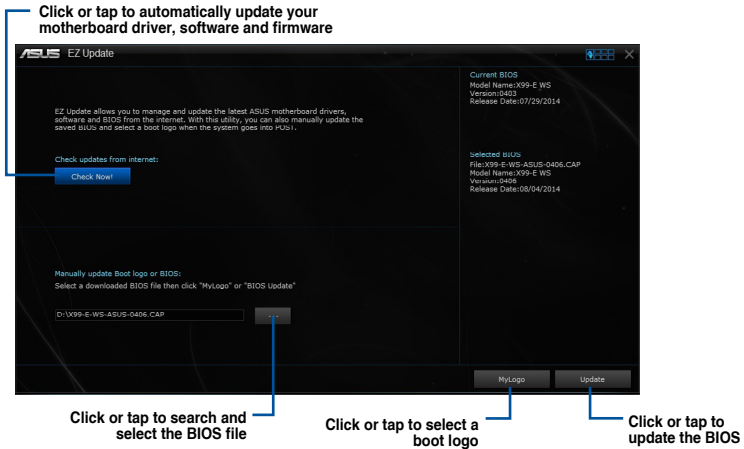 Click or tap to automatically update your
motherboard driver, software and firmware
ASUS EZ Update
EZ Update allows you to manage and update the latest ASUS motherboard drivers,
software and BIOS from the internet. With this utility, you can also manually update the
saved BIOS and select a boot logo when the system goes into POST.
Check updates from internet:
Check Now!
Current BIOS
Model Name:X99-E WS
Version:0403
Release Date:07/29/2014
Selected BIOS
File:X99-E-WS-ASUS-0406.CAP
Model Name:X99-E WS
Version:0406
Release Date:08/04/2014
Manually update Boot logo or BIOS:
Select a downloaded BIOS file then click "MyLogo" or "BIOS Update"
D:\X99-E-WS-ASUS-0406.CAP
...
MyLogo
Update
Click or tap to search and
select the BIOS file
Click or tap to select a
boot logo
Click or tap to
update the BIOS